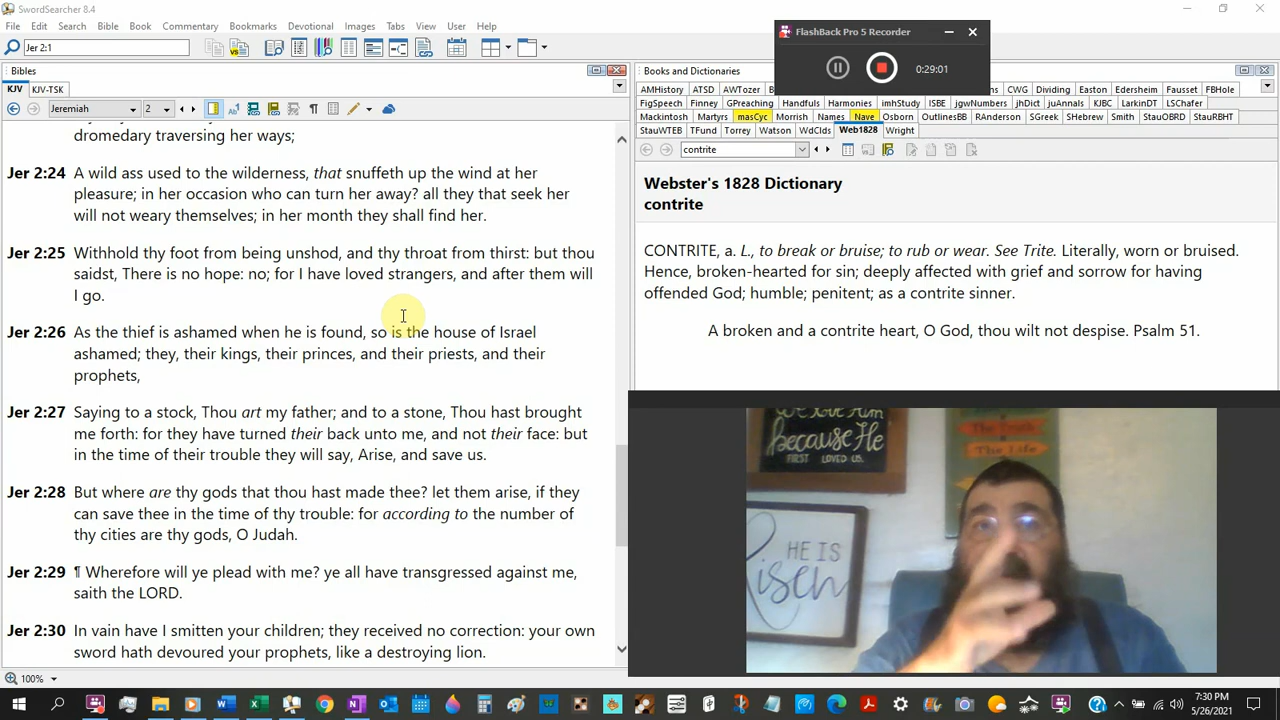 SwordSearcher 8.4
File Edit Search Bible Book Commentary Bookmarks Devotional Images Tabs View User Help
Jer 2:1
FlashBack Pro 5 Recorder
0:29:01
Bibles
KJV KJV-TSK
Jeremiah 2
dromedary traversing her ways;
Jer 2:24 A wild ass used to the wilderness, that snuffeth up the wind at her
pleasure; in her occasion who can turn her away? all they that seek her
will not weary themselves; in her month they shall find her.
Jer 2:25 Withhold thy foot from being unshod, and thy throat from thirst: but thou
saidst, There is no hope: no; for I have loved strangers, and after them will
I go.
Jer 2:26 As the thief is ashamed when he is found, so is the house of Israel
ashamed; they, their kings, their princes, and their priests, and their
prophets,
Jer 2:27 Saying to a stock, Thou art my father; and to a stone, Thou hast brought
me forth: for they have turned their back unto me, and not their face: but
in the time of their trouble they will say, Arise, and save us.
Jer 2:28 But where are thy gods that thou hast made thee? let them arise, if they
can save thee in the time of thy trouble: for according to the number of
thy cities are thy gods, O Judah.
Jer 2:29 ¶ Wherefore will ye plead with me? ye all have transgressed against me,
saith the LORD.
Jer 2:30 In vain have I smitten your children; they received no correction: your own
sword hath devoured your prophets, like a destroying lion.
100%
Books and Dictionaries
AMHistory ATSD AWTozer CWG Dividing Easton Edersheim Fausset FBHole
FigSpeech Finney GPreaching Handfuls Harmonies imhStudy ISBE jgwNumbers jhDict juAnnals KJBC LarkinDT LSChafer
Mackintosh Martyrs masCyc Morrish Names Nave Osborn OutlinesBB RAnderson SGreek SHebrew Smith StauOBRD StauRBHT
StauWTEB TFund Torrey Watson WdClds Web1828 Wright
contrite
Webster's 1828 Dictionary
contrite
CONTRITE, a. L., to break or bruise; to rub or wear. See Trite. Literally, worn or bruised.
Hence, broken-hearted for sin; deeply affected with grief and sorrow for having
offended God; humble; penitent; as a contrite sinner.
A broken and a contrite heart, O God, thou wilt not despise. Psalm 51.
We love Him
because He
FIRST LOVED US.
The Truth
The Life
HE IS
Risen
7:30 PM
5/26/2021